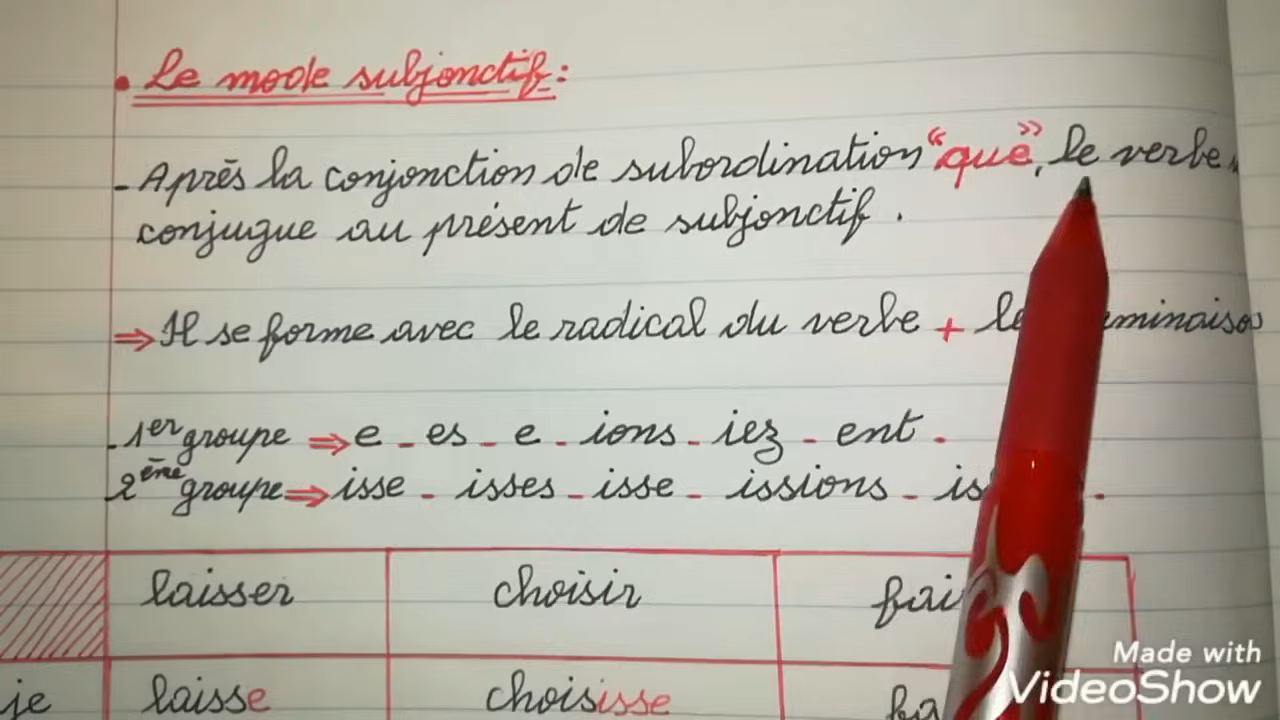 • Le mode subjonctif :
- Après la conjonction de subordination "que", le verbe
conjugue au présent de subjonctif .
⇒ Il se forme avec le radical du verbe +
- 1er groupe ⇒ e - es - e - ions - iez - ent -
2ème groupe ⇒ isse - isses - isse - issions -
laisser choisir
je laisse choisisse
Made with
VideoShow